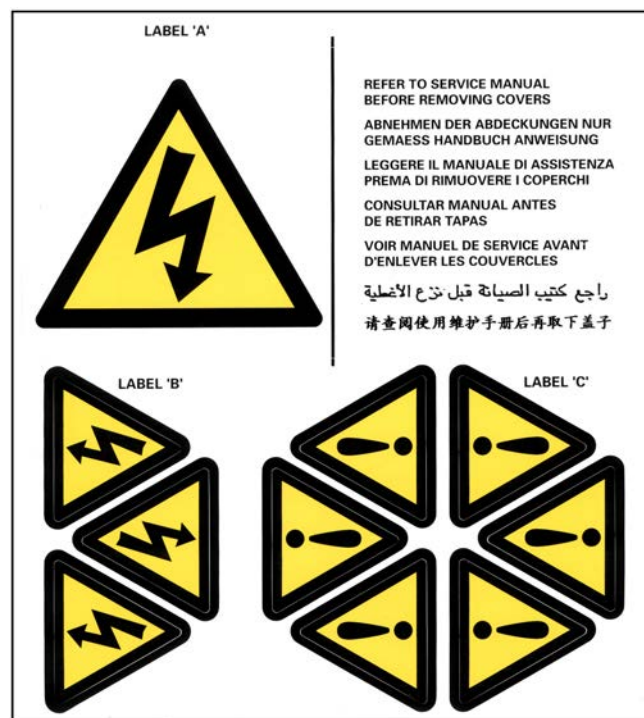 LABEL 'A'
REFER TO SERVICE MANUAL
BEFORE REMOVING COVERS
ABNEHMEN DER ABDECKUNGEN NUR
GEMAESS HANDBUCH ANWEISUNG
LEGGERE IL MANUALE DI ASSISTENZA
PREMA DI RIMUOVERE I COPERCHI
CONSULTAR MANUAL ANTES
DE RETIRAR TAPAS
VOIR MANUEL DE SERVICE AVANT
D'ENLEVER LES COUVERCLES
راجع كتيب الصيانة قبل نزع الأغطية
请查阅使用维护手册后再取下盖子
LABEL 'B'
LABEL 'C'